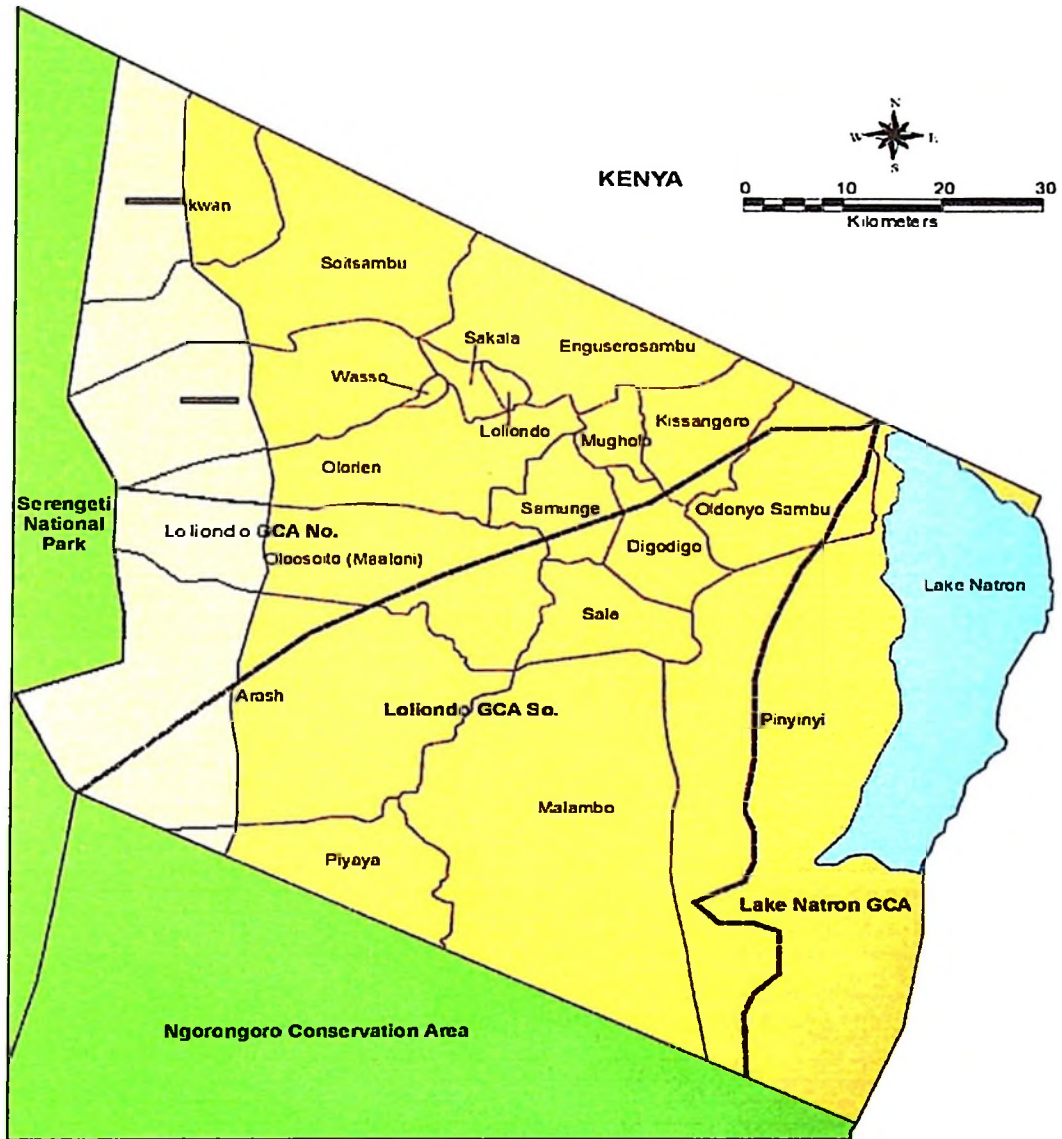 N
W E
S
KENYA
0 10 20 30
Kilometers
kwan
Soitsambu
Sakala
Enguserosambu
Wasso
Kissangoro
Loliondo
Mugholo
Olorien
Serengeti
National
Park
Samunge
Oldonyo Sambu
Loliondo GCA No.
Digodigo
Oloosoito (Maaloni)
Lake Natron
Sale
Arash
Loliondo GCA So.
Pinyinyi
Malambo
Piyaya
Lake Natron GCA
Ngorongoro Conservation Area